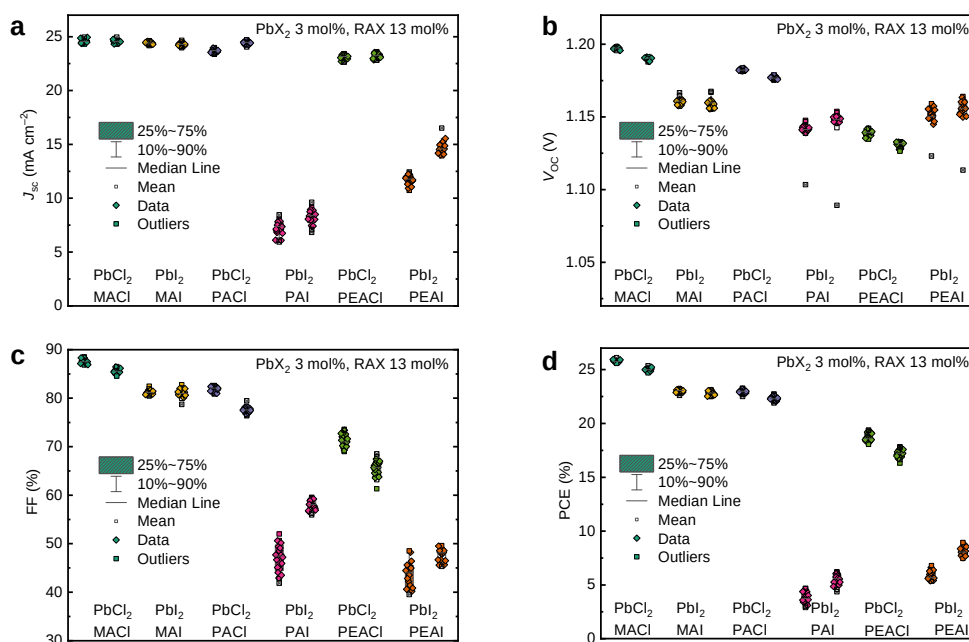 a
PbX₂ 3 mol%, RAX 13 mol%
25
20
15
10
5
0
J_sc (mA cm⁻²)
25%~75%
10%~90%
Median Line
Mean
Data
Outliers
PbCl₂ PbI₂ PbCl₂ PbI₂ PbCl₂ PbI₂
MACl MAI PACl PAI PEACl PEAI
b
PbX₂ 3 mol%, RAX 13 mol%
1.20
1.15
1.10
1.05
V_OC (V)
25%~75%
10%~90%
Median Line
Mean
Data
Outliers
PbCl₂ PbI₂ PbCl₂ PbI₂ PbCl₂ PbI₂
MACl MAI PACl PAI PEACl PEAI
c
PbX₂ 3 mol%, RAX 13 mol%
90
80
70
60
50
40
30
FF (%)
25%~75%
10%~90%
Median Line
Mean
Data
Outliers
PbCl₂ PbI₂ PbCl₂ PbI₂ PbCl₂ PbI₂
MACl MAI PACl PAI PEACl PEAI
d
PbX₂ 3 mol%, RAX 13 mol%
25
20
15
10
5
0
PCE (%)
25%~75%
10%~90%
Median Line
Mean
Data
Outliers
PbCl₂ PbI₂ PbCl₂ PbI₂ PbCl₂ PbI₂
MACl MAI PACl PAI PEACl PEAI